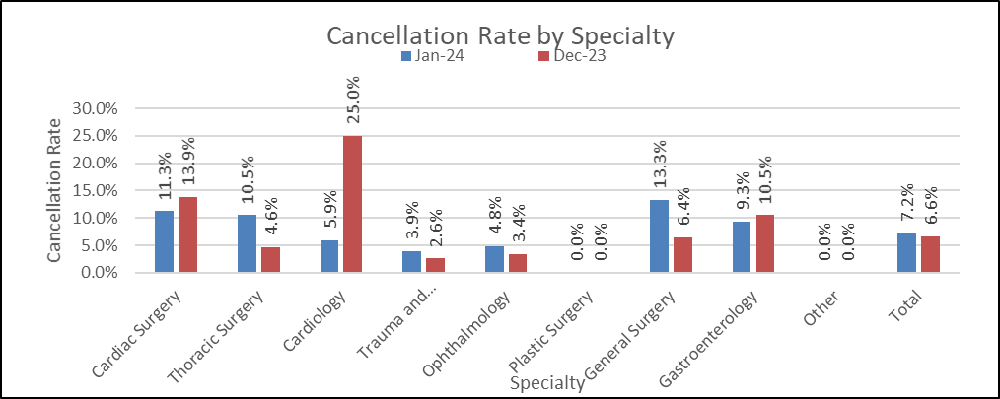 Cancellation Rate by Specialty
Jan-24 Dec-23
Cancellation Rate
30.0%
25.0%
20.0%
15.0%
10.0%
5.0%
0.0%
11.3% 13.9%
10.5% 4.6%
5.9% 25.0%
3.9% 2.6%
4.8% 3.4%
0.0% 0.0%
13.3% 6.4%
9.3% 10.5%
0.0% 0.0%
7.2% 6.6%
Cardiac Surgery
Thoracic Surgery
Cardiology
Trauma and...
Ophthalmology
Plastic Surgery
General Surgery
Gastroenterology
Other
Total
Specialty